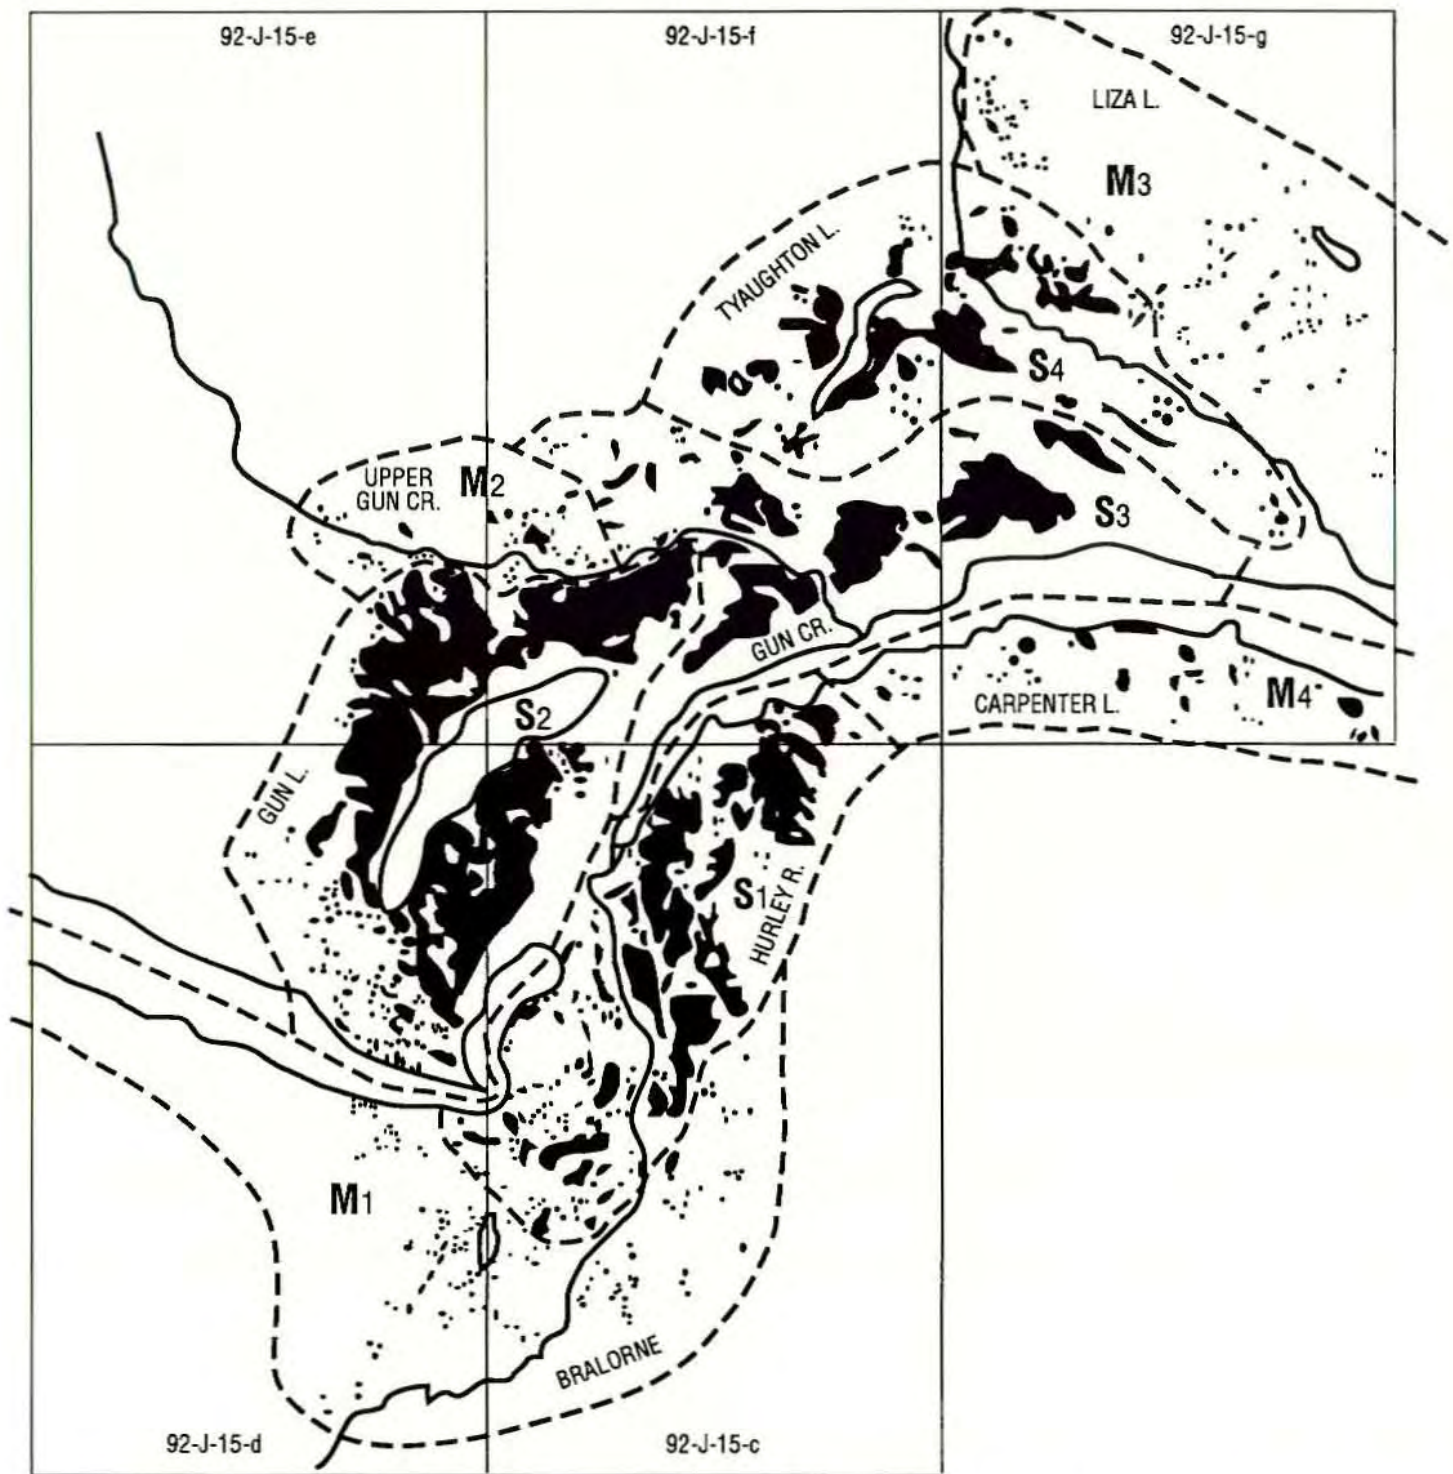 92-J-15-e
92-J-15-f
92-J-15-g
LIZA L.
M3
TYAUGHTON L.
S4
UPPER
GUN CR.
M2
S3
GUN CR.
CARPENTER L.
M4
S2
GUN L.
S1
HURLEY R.
M1
BRALORNE
92-J-15-d
92-J-15-c